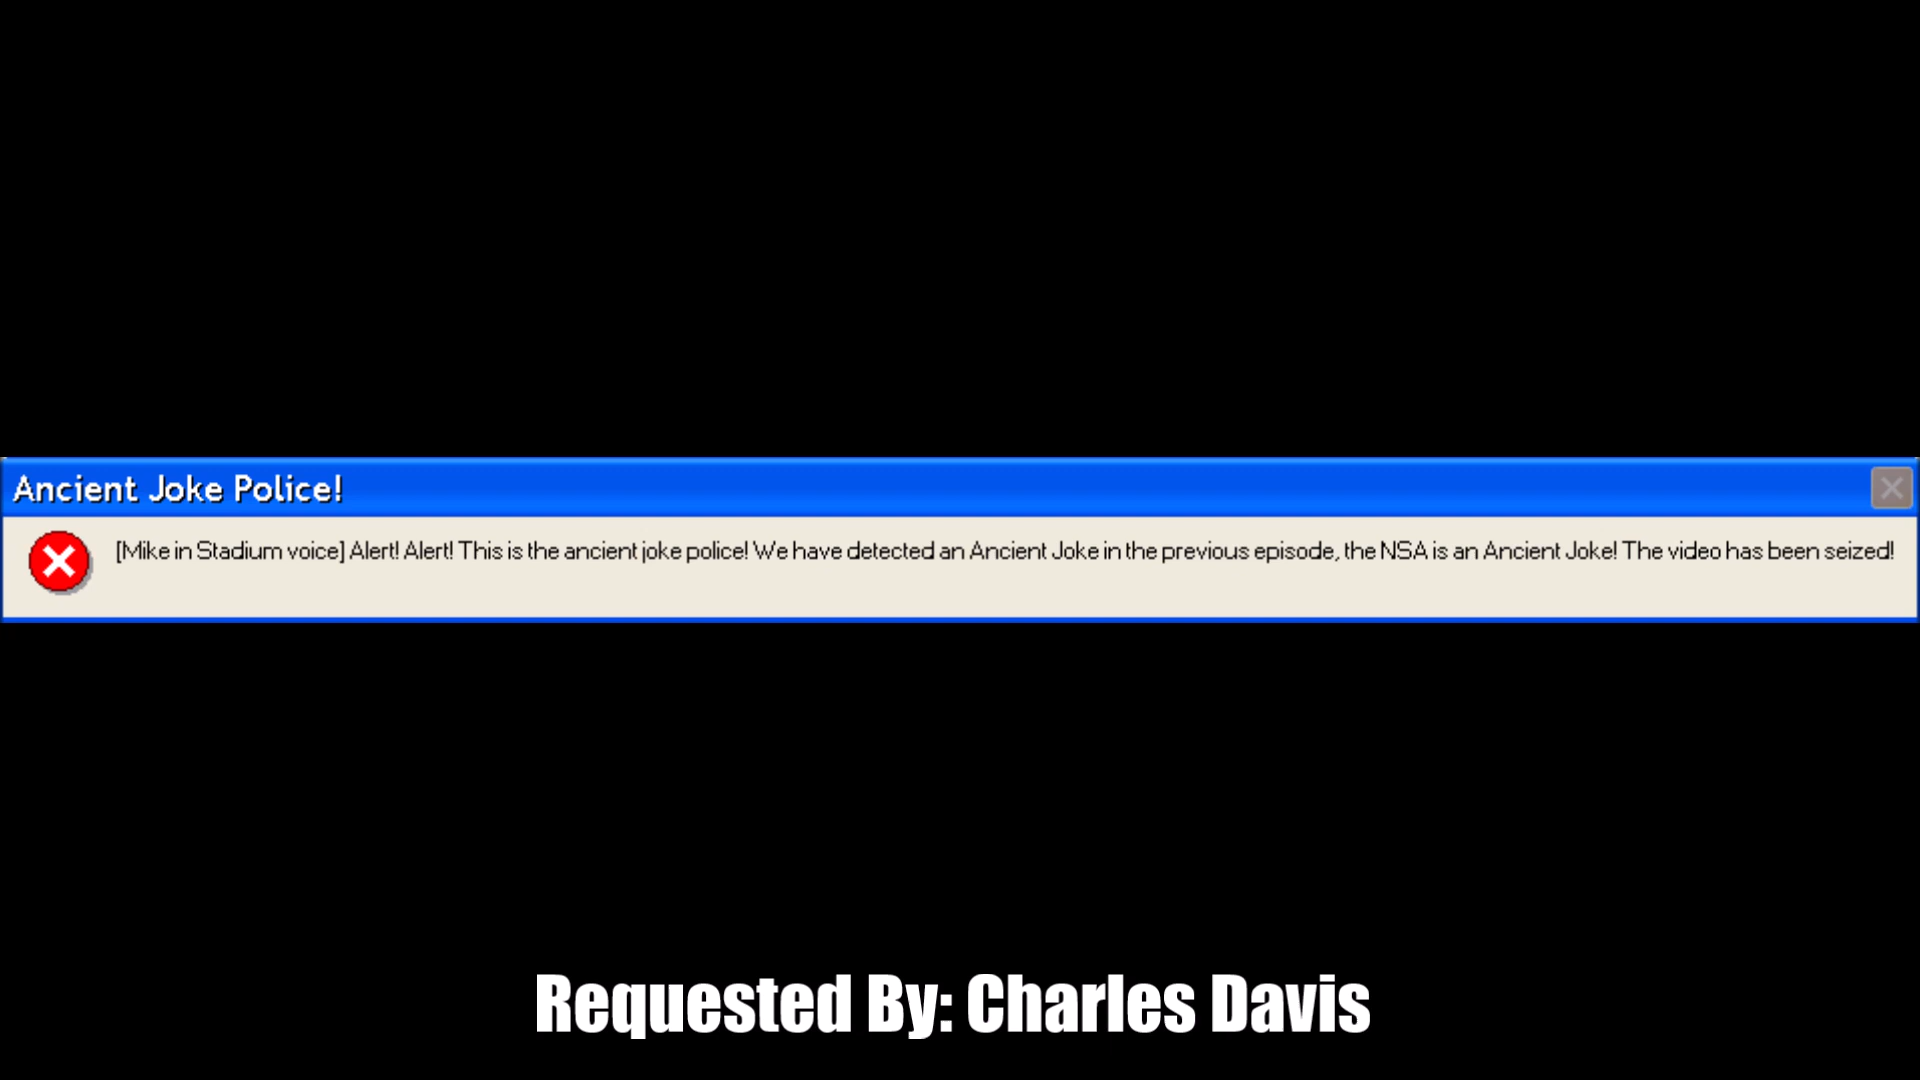 Ancient Joke Police!
[Mike in Stadium voice] Alert! Alert! This is the ancient joke police! We have detected an Ancient Joke in the previous episode, the NSA is an Ancient Joke! The video has been seized!
Requested By: Charles Davis